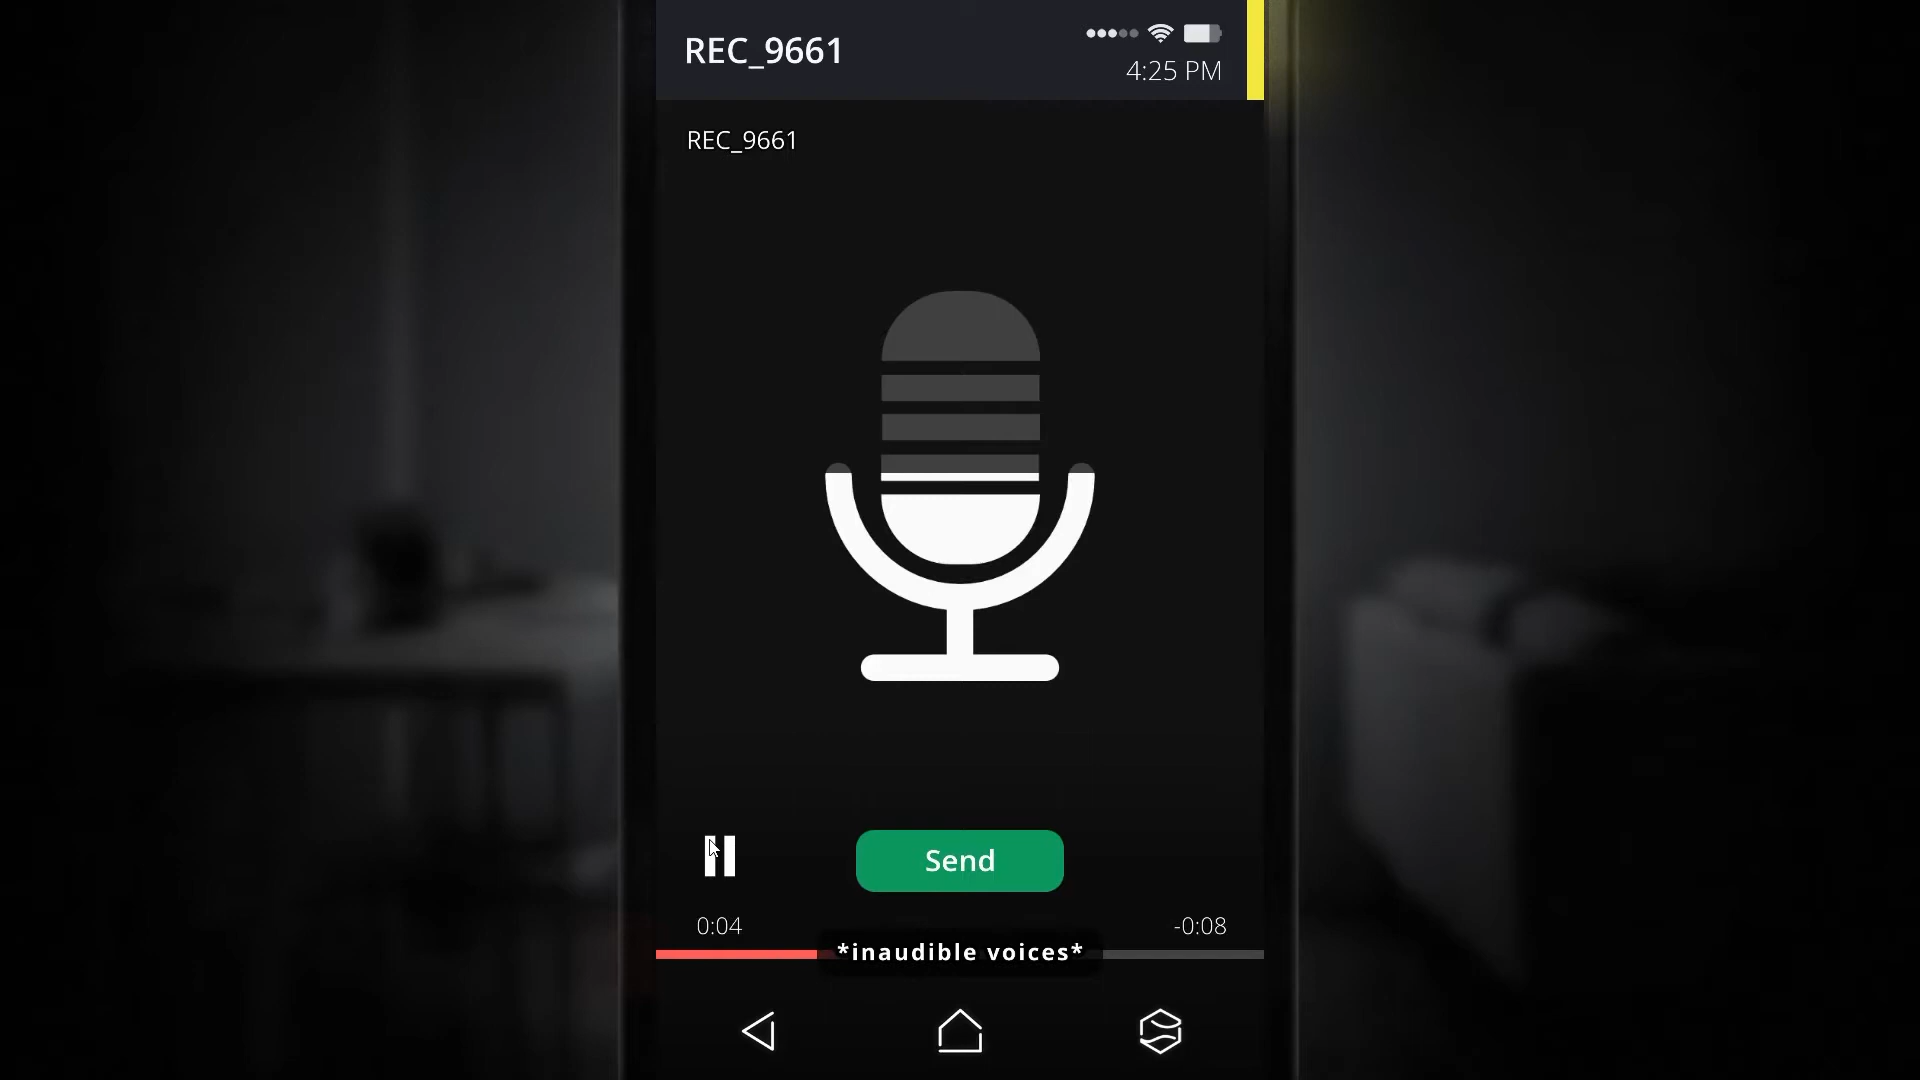 REC_9661
4:25 PM
REC_9661
Send
0:04
-0:08
*inaudible voices*